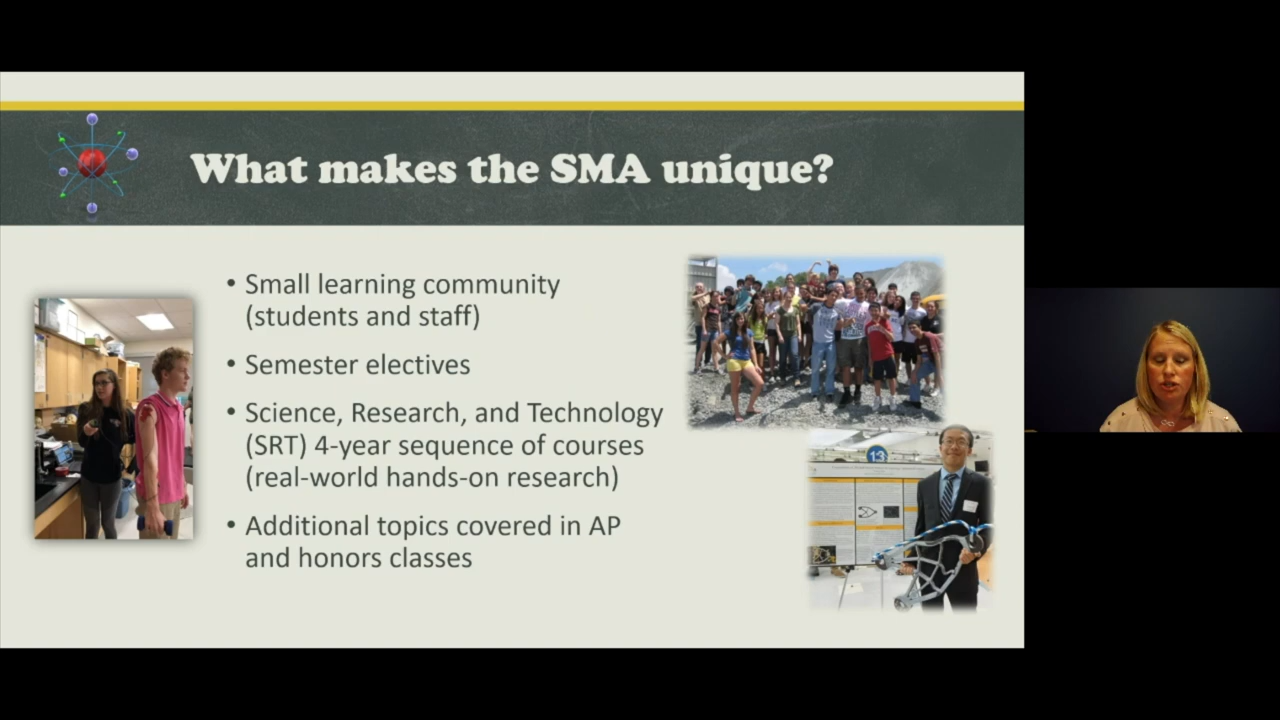 What makes the SMA unique?
• Small learning community
(students and staff)
• Semester electives
• Science, Research, and Technology
(SRT) 4-year sequence of courses
(real-world hands-on research)
• Additional topics covered in AP
and honors classes
13